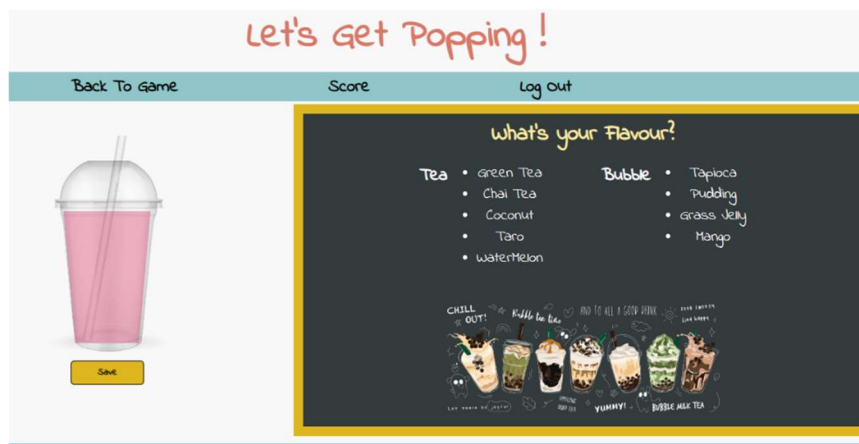 Let's Get Popping !
Back To Game Score Log Out
What's your Flavour?
Tea
Green Tea
Chai Tea
Coconut
Taro
WaterMelon
Bubble
Tapioca
Pudding
Grass Jelly
Mango
Save
CHILL OUT!
Bubble tea time
AND TO ALL A GOOD DRINK
YUMMY!
BUBBLE MILK TEA